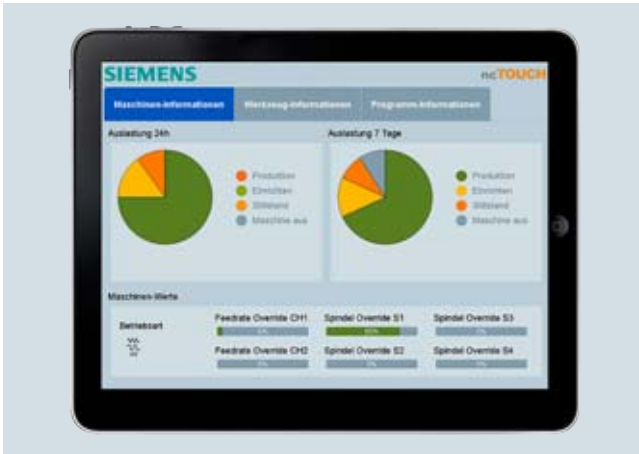 SIEMENS
ncTOUCH
Maschinen-Informationen Werkzeug-Informationen Programm-Informationen
Auslastung 24h Auslastung 7 Tage
Produktion Produktion
Einrichten Einrichten
Stillstand Stillstand
Maschine aus Maschine aus
Maschinen-Werte
Betriebsart
Feedrate Override CH1 Spindel Override S1 Spindel Override S3
Feedrate Override CH2 Spindel Override S2 Spindel Override S4